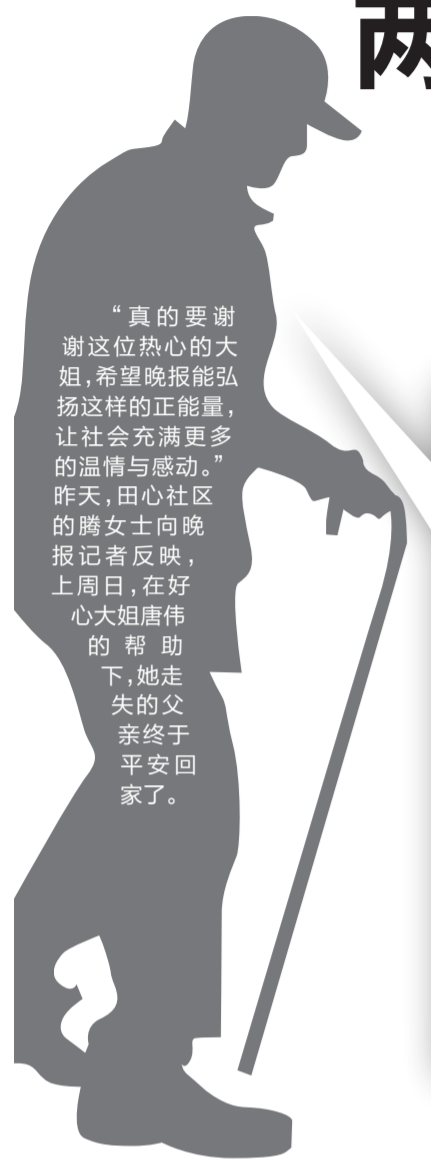 两
“真的要谢
谢这位热心的大
姐，希望晚报能弘
扬这样的正能量，
让社会充满更多
的温情与感动。”
昨天，田心社区
的腾女士向晚
报记者反映，
上周日，在好
心大姐唐伟
的帮助
下，她走
失的父
亲终于
平安回
家了。